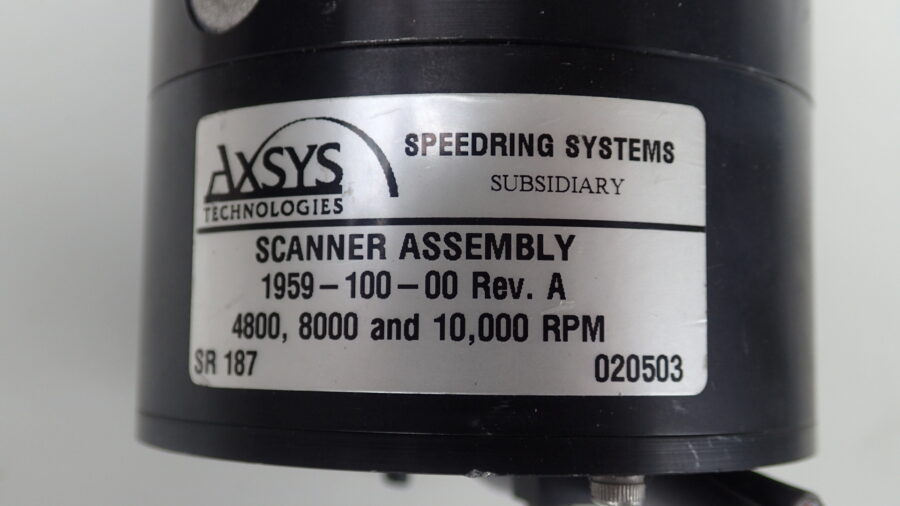 AXSYS
TECHNOLOGIES
SPEEDRING SYSTEMS
SUBSIDIARY
SCANNER ASSEMBLY
1959-100-00 Rev. A
4800, 8000 and 10,000 RPM
SR 187 020503